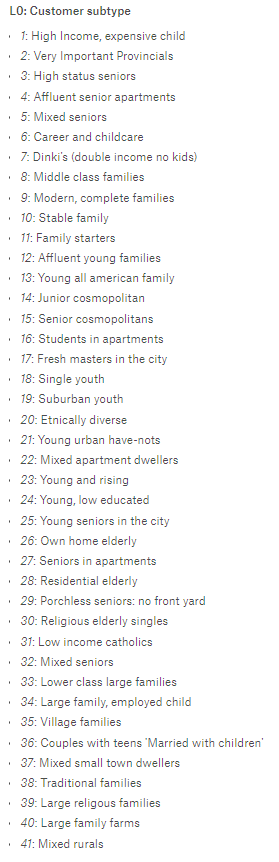 L0: Customer subtype
· 1: High Income, expensive child
· 2: Very Important Provincials
· 3: High status seniors
· 4: Affluent senior apartments
· 5: Mixed seniors
· 6: Career and childcare
· 7: Dinki's (double income no kids)
· 8: Middle class families
· 9: Modern, complete families
· 10: Stable family
· 11: Family starters
· 12: Affluent young families
· 13: Young all american family
· 14: Junior cosmopolitan
· 15: Senior cosmopolitans
· 16: Students in apartments
· 17: Fresh masters in the city
· 18: Single youth
· 19: Suburban youth
· 20: Etnically diverse
· 21: Young urban have-nots
· 22: Mixed apartment dwellers
· 23: Young and rising
· 24: Young, low educated
· 25: Young seniors in the city
· 26: Own home elderly
· 27: Seniors in apartments
· 28: Residential elderly
· 29: Porchless seniors: no front yard
· 30: Religious elderly singles
· 31: Low income catholics
· 32: Mixed seniors
· 33: Lower class large families
· 34: Large family, employed child
· 35: Village families
· 36: Couples with teens 'Married with children'
· 37: Mixed small town dwellers
· 38: Traditional families
· 39: Large religous families
· 40: Large family farms
· 41: Mixed rurals